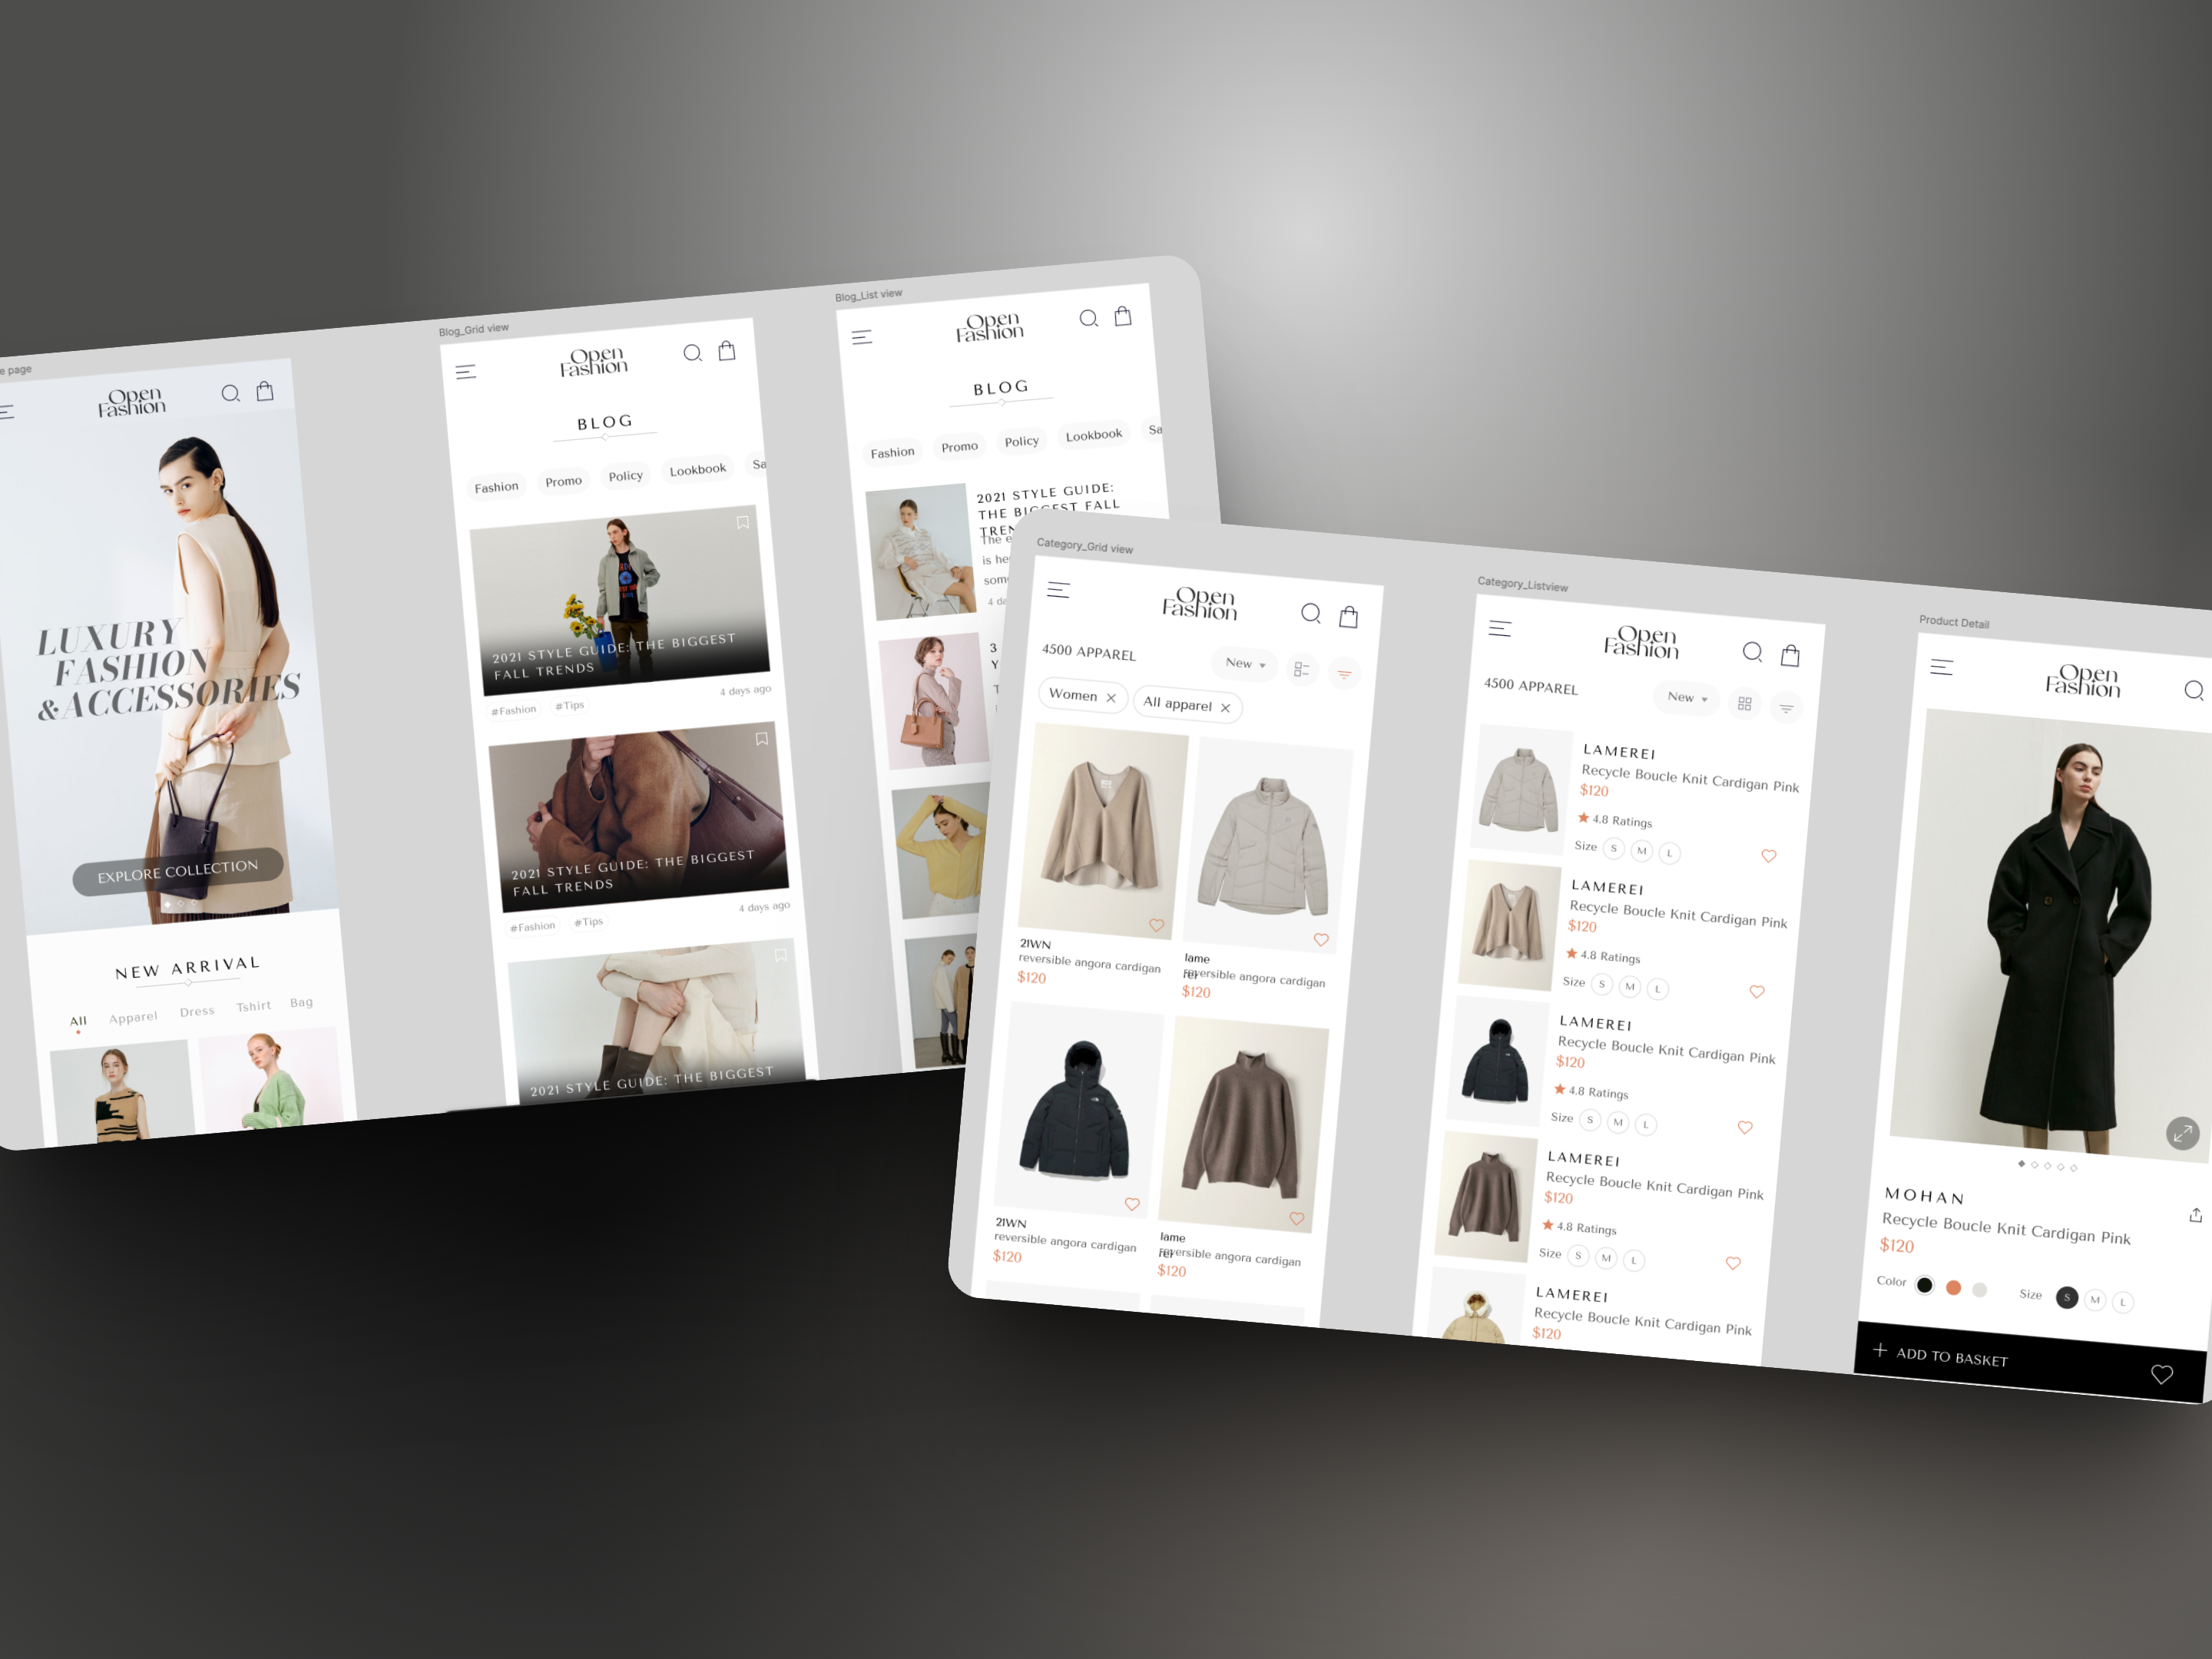 e page
Open
Fashion
LUXURY
FASHION
&ACCESSORIES
EXPLORE COLLECTION
NEW ARRIVAL
All Apparel Dress Tshirt Bag
Blog_Grid view
Open
Fashion
BLOG
Fashion Promo Policy Lookbook Sa
2021 STYLE GUIDE: THE BIGGEST
FALL TRENDS
#Fashion #Tips 4 days ago
2021 STYLE GUIDE: THE BIGGEST
FALL TRENDS
#Fashion #Tips 4 days ago
2021 STYLE GUIDE: THE BIGGEST
Blog_List view
Open
Fashion
BLOG
Fashion Promo Policy Lookbook Sa
2021 STYLE GUIDE:
THE BIGGEST FALL
TREN
The e
is he
som
4 da
3
Y
T
Category_Grid view
Open
Fashion
4500 APPAREL New
Women All apparel
21WN
reversible angora cardigan
$120
lame
rei
reversible angora cardigan
$120
21WN
reversible angora cardigan
$120
lame
rei
reversible angora cardigan
$120
Category_Listview
Open
Fashion
4500 APPAREL New
LAMEREI
Recycle Boucle Knit Cardigan Pink
$120
4.8 Ratings
Size S M L
LAMEREI
Recycle Boucle Knit Cardigan Pink
$120
4.8 Ratings
Size S M L
LAMEREI
Recycle Boucle Knit Cardigan Pink
$120
4.8 Ratings
Size S M L
LAMEREI
Recycle Boucle Knit Cardigan Pink
$120
4.8 Ratings
Size S M L
LAMEREI
Recycle Boucle Knit Cardigan Pink
$120
Product Detail
Open
Fashion
MOHAN
Recycle Boucle Knit Cardigan Pink
$120
Color Size S M L
+ ADD TO BASKET